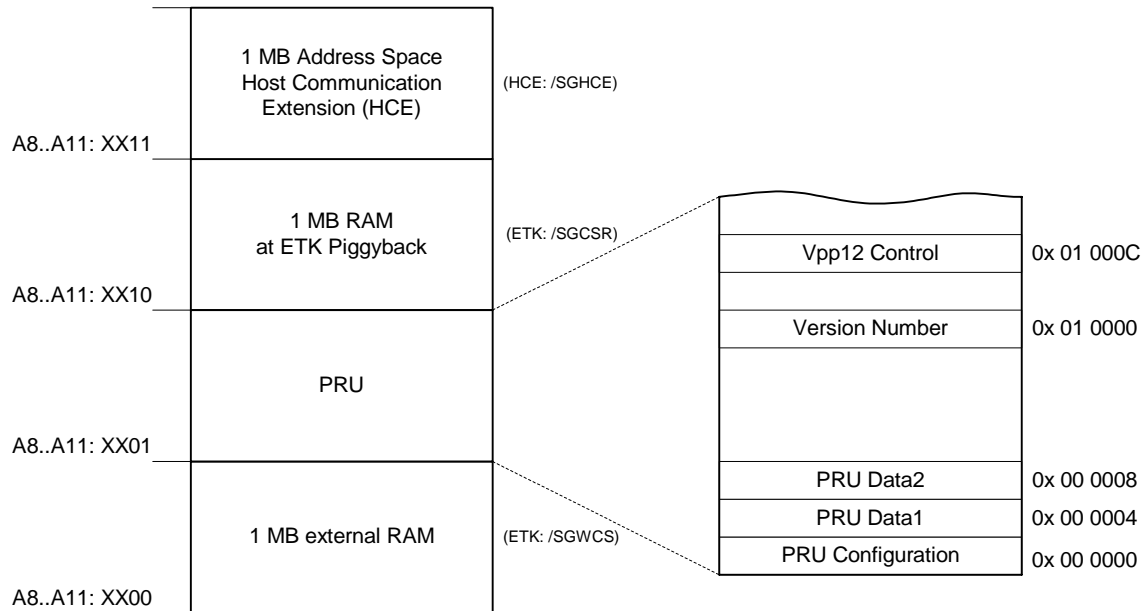 1 MB Address Space
Host Communication
Extension (HCE)
(HCE: /SGHCE)
A8..A11: XX11
1 MB RAM
at ETK Piggyback
(ETK: /SGCSR)
A8..A11: XX10
PRU
A8..A11: XX01
1 MB external RAM
(ETK: /SGWCS)
A8..A11: XX00
Vpp12 Control
0x 01 000C
Version Number
0x 01 0000
PRU Data2
0x 00 0008
PRU Data1
0x 00 0004
PRU Configuration
0x 00 0000